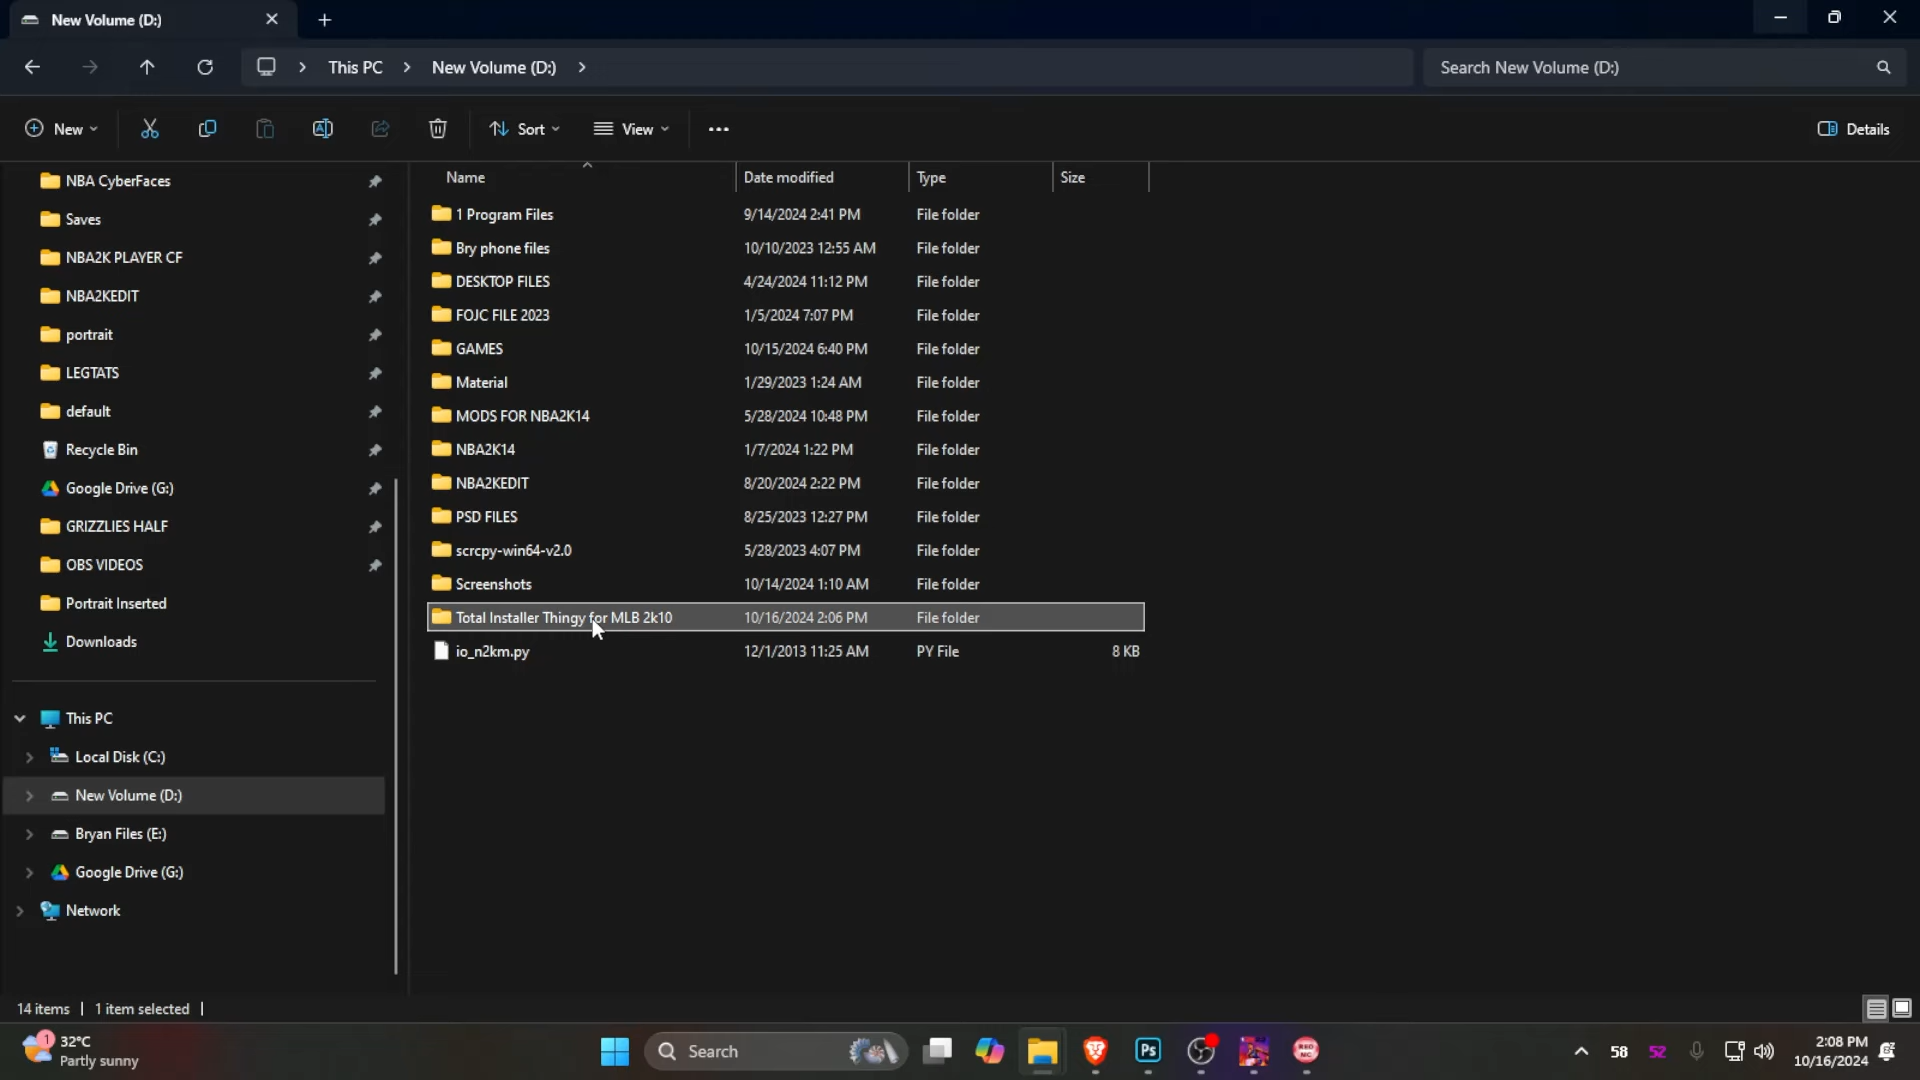 New Volume (D:)
This PC > New Volume (D:) >
Search New Volume (D:)
New
Sort
View
Details
Name Date modified Type Size
NBA CyberFaces
Saves
NBA2K PLAYER CF
NBA2KEDIT
portrait
LEGTATS
default
Recycle Bin
Google Drive (G:)
GRIZZLIES HALF
OBS VIDEOS
Portrait Inserted
Downloads
This PC
Local Disk (C:)
New Volume (D:)
Bryan Files (E:)
Google Drive (G:)
Network
1 Program Files 9/14/2024 2:41 PM File folder
Bry phone files 10/10/2023 12:55 AM File folder
DESKTOP FILES 4/24/2024 11:12 PM File folder
FOJC FILE 2023 1/5/2024 7:07 PM File folder
GAMES 10/15/2024 6:40 PM File folder
Material 1/29/2023 1:24 AM File folder
MODS FOR NBA2K14 5/28/2024 10:48 PM File folder
NBA2K14 1/7/2024 1:22 PM File folder
NBA2KEDIT 8/20/2024 2:22 PM File folder
PSD FILES 8/25/2023 12:27 PM File folder
scrcpy-win64-v2.0 5/28/2023 4:07 PM File folder
Screenshots 10/14/2024 1:10 AM File folder
Total Installer Thingy for MLB 2k10 10/16/2024 2:06 PM File folder
io_n2km.py 12/1/2013 11:25 AM PY File 8 KB
14 items | 1 item selected |
1
32°C
Partly sunny
Search
Ps
REC
NC
58
52
2:08 PM
10/16/2024